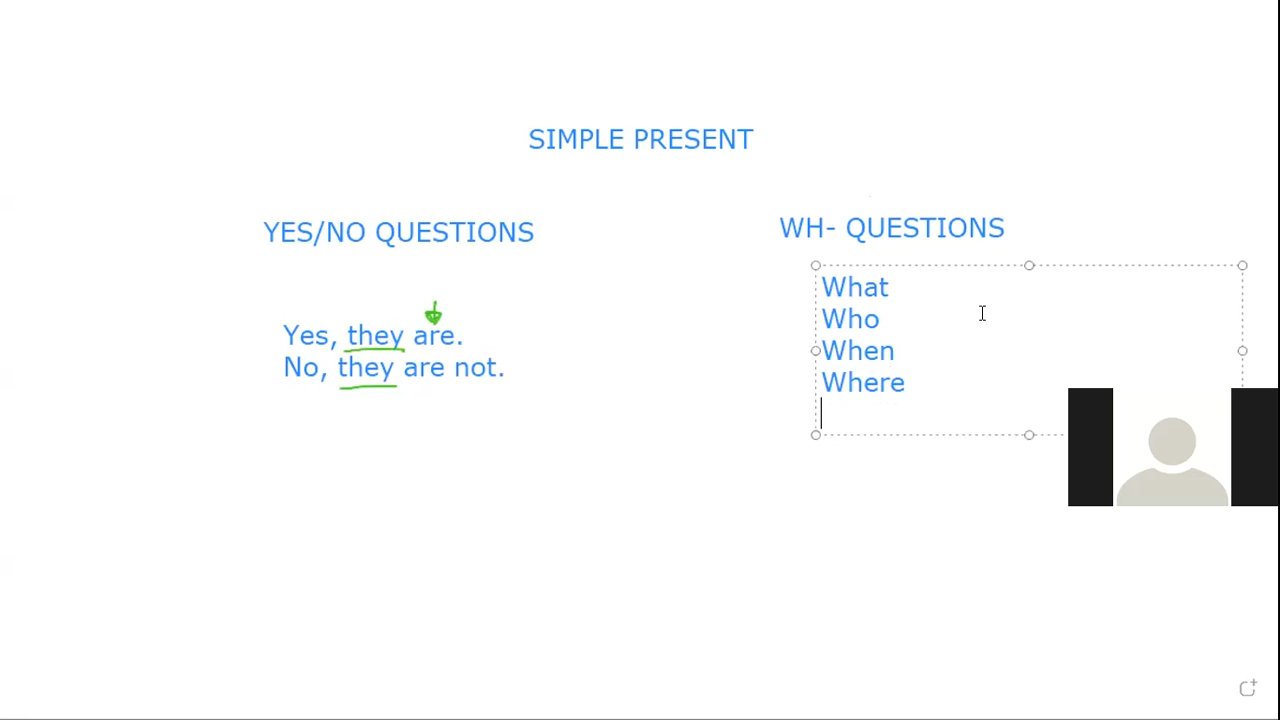 SIMPLE PRESENT
YES/NO QUESTIONS
WH- QUESTIONS
Yes, they are.
No, they are not.
What
Who
When
Where